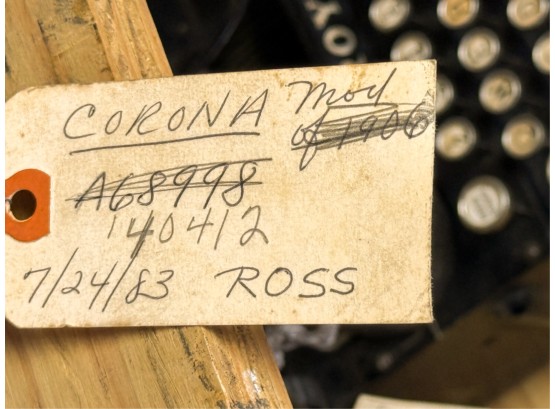 CORONA Mod
of 1906
A68998
140412
7/24/83 ROSS